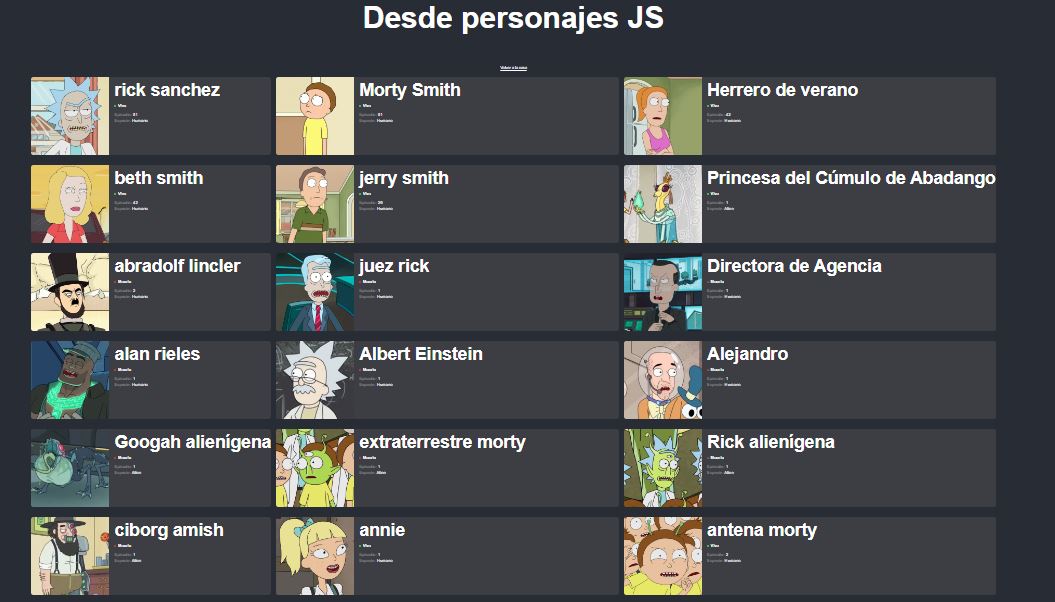 Desde personajes JS
Volver a la casa
rick sanchez
Vivo
Episodio: 51
Especie: Humano
Morty Smith
Vivo
Episodio: 51
Especie: Humano
Herrero de verano
Vivo
Episodio: 42
Especie: Humano
beth smith
Vivo
Episodio: 42
Especie: Humano
jerry smith
Vivo
Episodio: 39
Especie: Humano
Princesa del Cúmulo de Abadango
Vivo
Episodio: 1
Especie: Alien
abradolf lincler
Muerto
Episodio: 2
Especie: Humano
juez rick
Muerto
Episodio: 1
Especie: Humano
Directora de Agencia
Muerto
Episodio: 1
Especie: Humano
alan rieles
Muerto
Episodio: 1
Especie: Humano
Albert Einstein
Muerto
Episodio: 1
Especie: Humano
Alejandro
Muerto
Episodio: 1
Especie: Humano
Googah alienígena
Muerto
Episodio: 1
Especie: Alien
extraterrestre morty
Muerto
Episodio: 1
Especie: Alien
Rick alienígena
Muerto
Episodio: 1
Especie: Alien
ciborg amish
Muerto
Episodio: 1
Especie: Alien
annie
Vivo
Episodio: 1
Especie: Humano
antena morty
Vivo
Episodio: 2
Especie: Humano